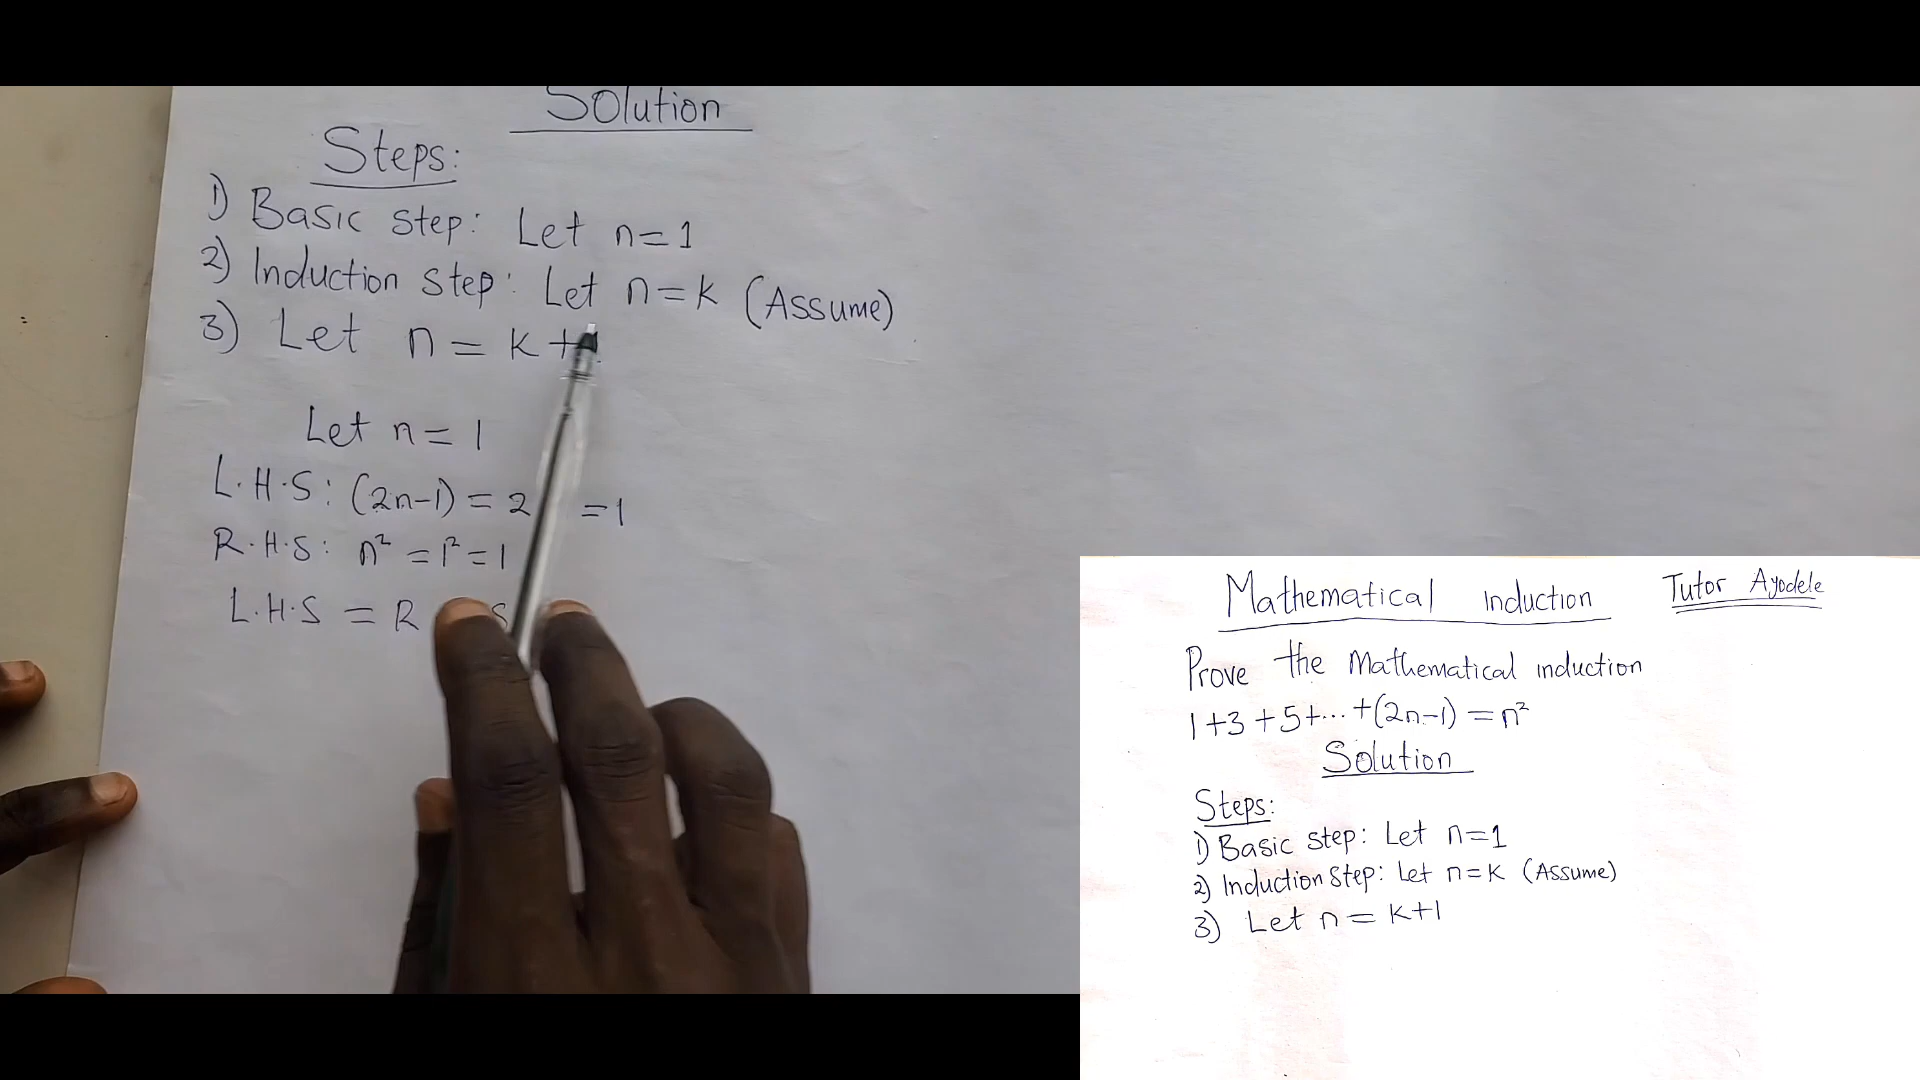 Solution
Steps:
1) Basic step: Let n=1
2) Induction step: Let n=k (Assume)
3) Let n = k+
Let n = 1
L.H.S: (2n-1) = 2 =1
R.H.S: n² = 1² = 1
L.H.S = R S
Mathematical induction
Tutor Ayodele
Prove the Mathematical induction
1+3+5+...+(2n-1) = n²
Solution
Steps:
1) Basic step: Let n=1
2) Induction step: Let n=k (Assume)
3) Let n = k+1